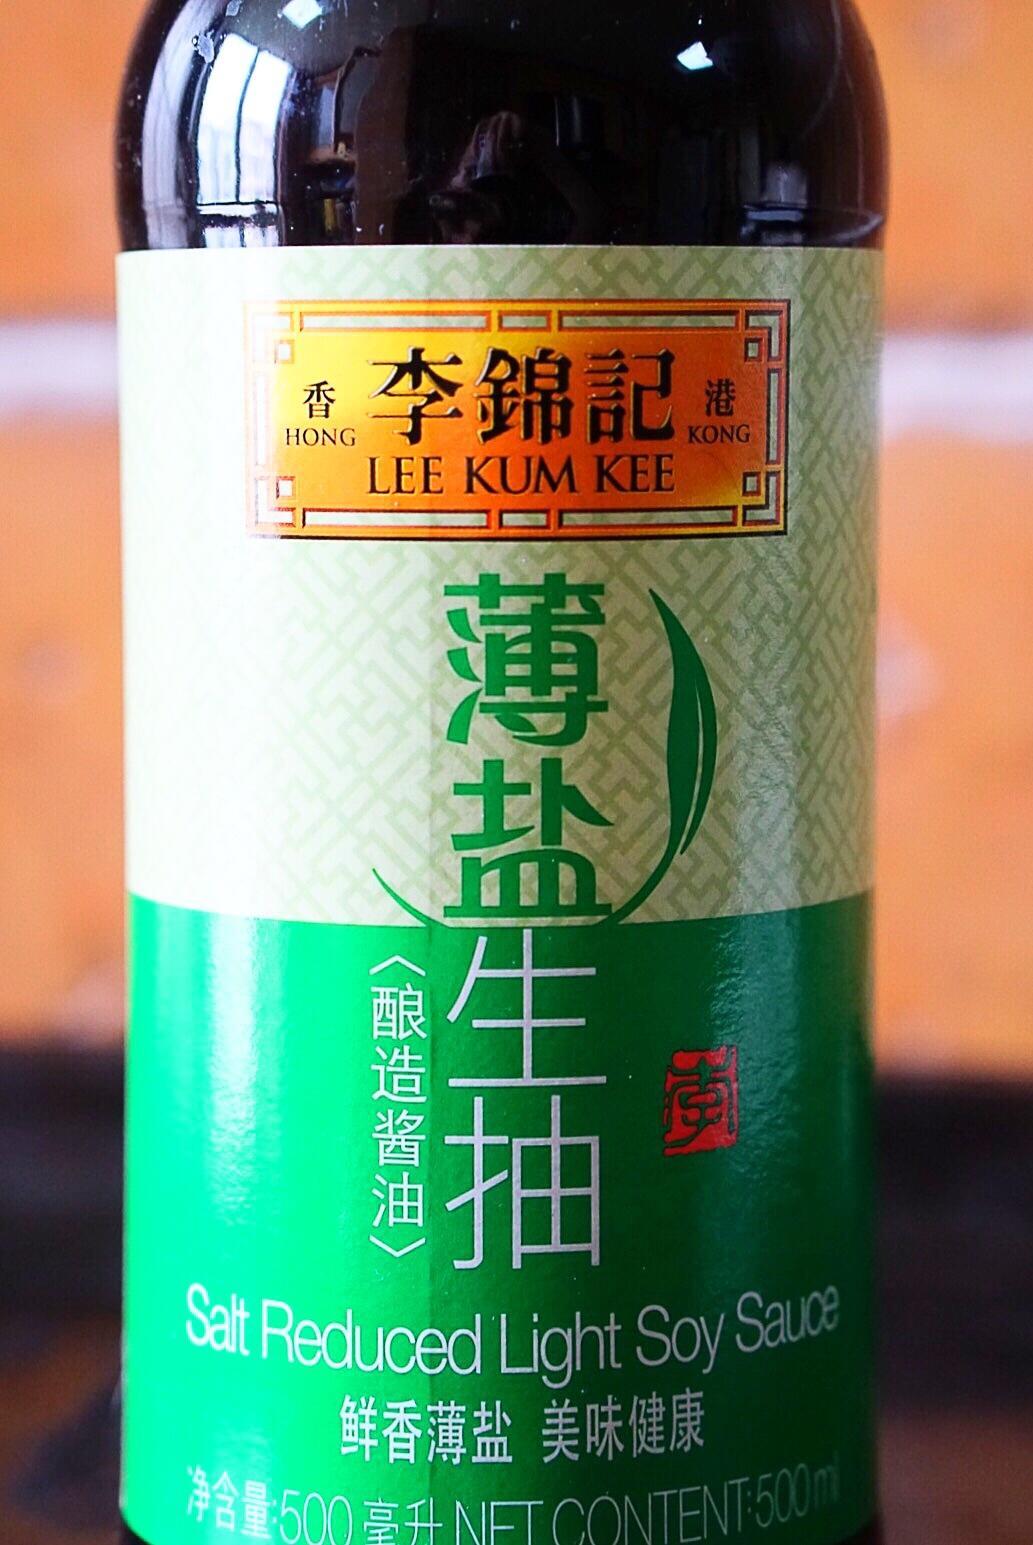 香 李錦記 港
HONG LEE KUM KEE KONG
薄盐
生抽
〈酿造酱油〉
李
Salt Reduced Light Soy Sauce
鲜香薄盐 美味健康
净含量:500毫升 NET CONTENT:500ml